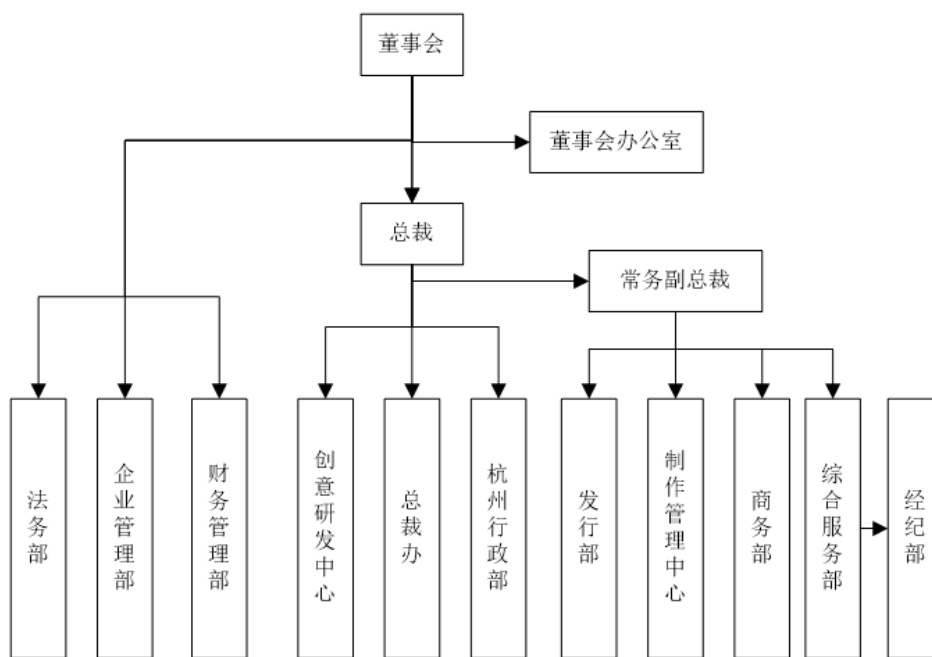 董事会
董事会办公室
总裁
常务副总裁
法务部
企业管理部
财务管理部
创意研发中心
总裁办
杭州行政部
发行部
制作管理中心
商务部
综合服务部
经纪部